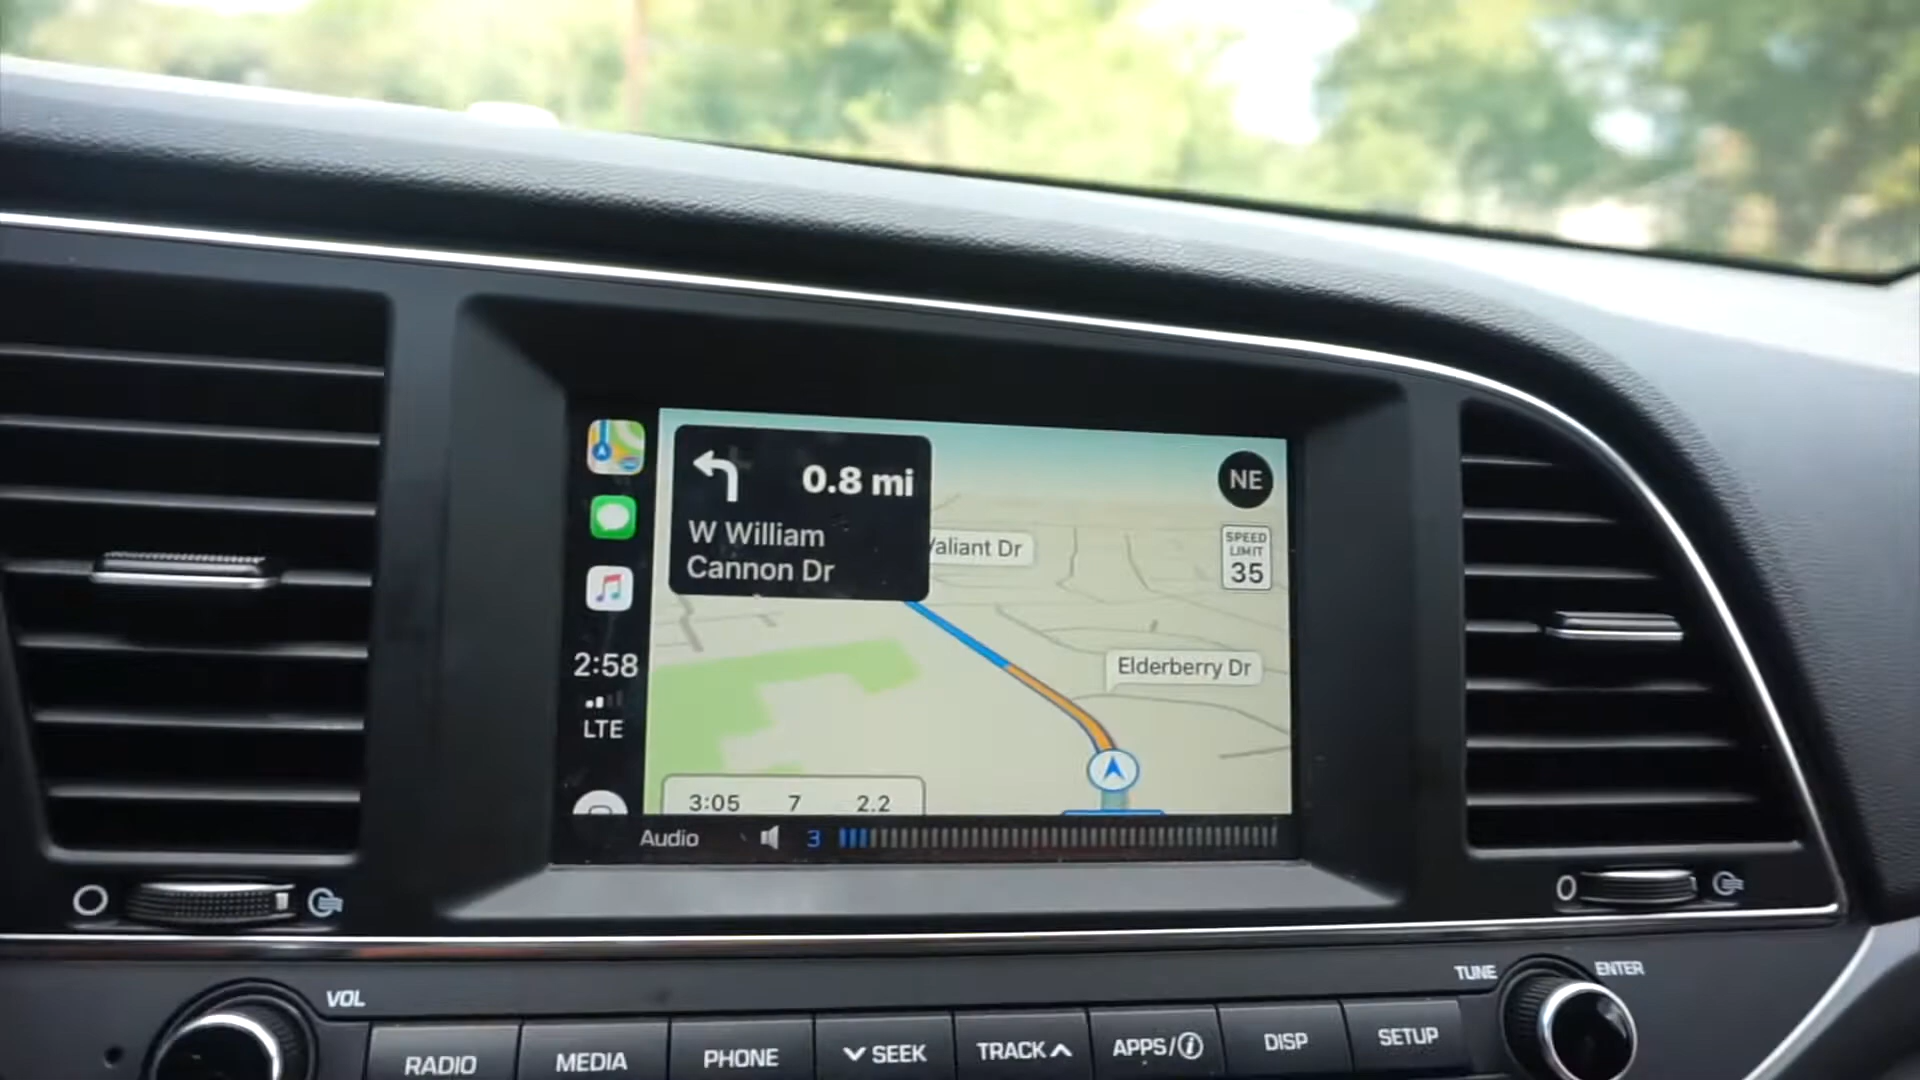 0.8 mi
W William
Cannon Dr
NE
SPEED
LIMIT
35
Valiant Dr
Elderberry Dr
2:58
LTE
3:05 7 2.2
Audio 3
VOL
TUNE
ENTER
RADIO
MEDIA
PHONE
SEEK
TRACK
APPS/i
DISP
SETUP